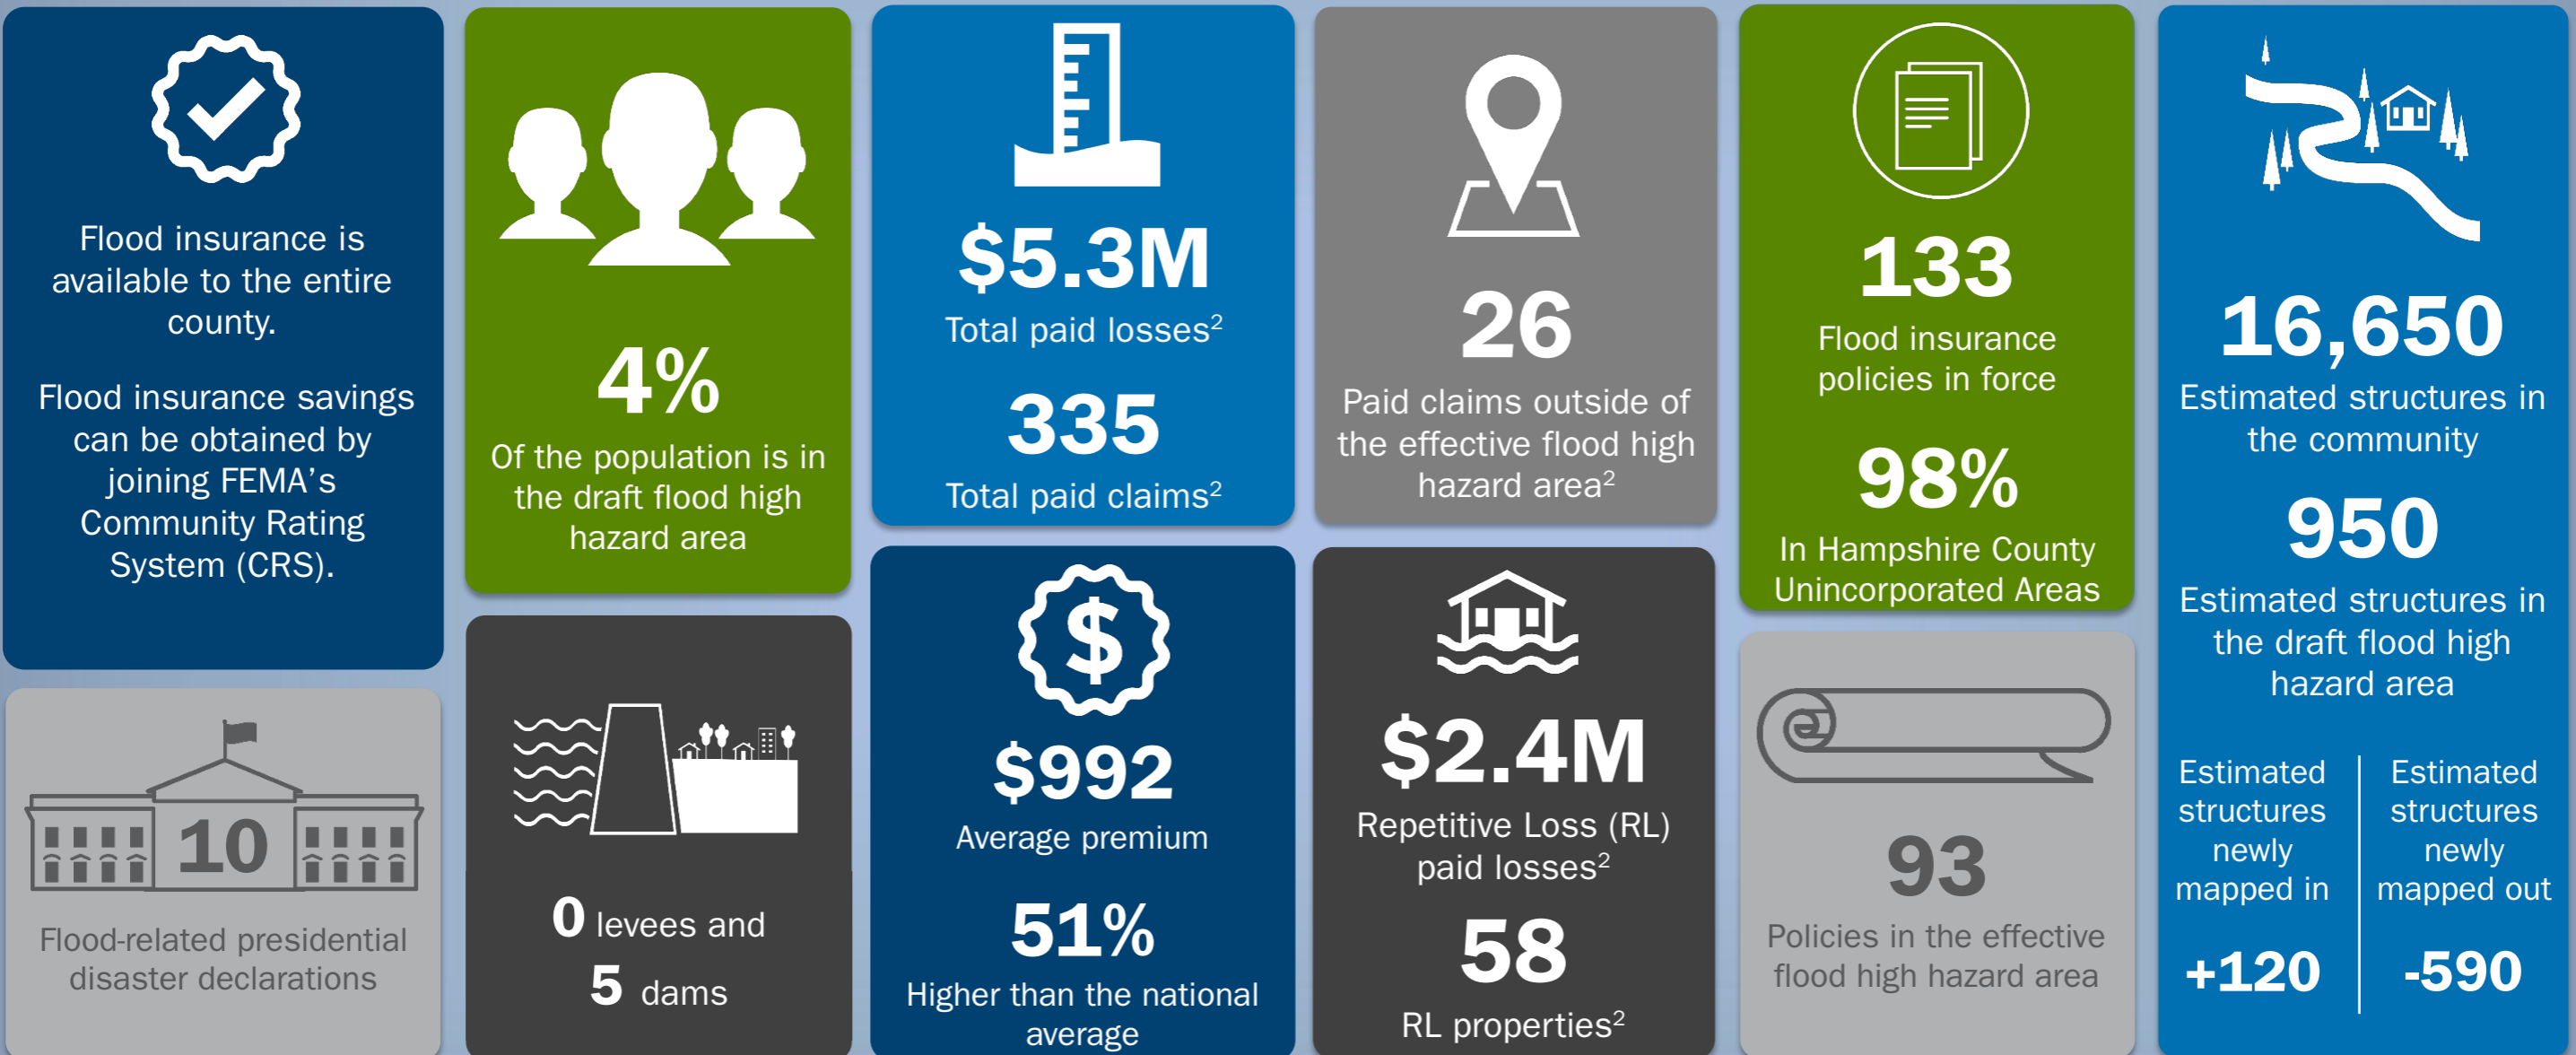 Flood insurance is
available to the entire
county.
Flood insurance savings
can be obtained by
joining FEMA's
Community Rating
System (CRS).
10
Flood-related presidential
disaster declarations
4%
Of the population is in
the draft flood high
hazard area
0 levees and
5 dams
$5.3M
Total paid losses²
335
Total paid claims²
$
$992
Average premium
51%
Higher than the national
average
26
Paid claims outside of
the effective flood high
hazard area²
$2.4M
Repetitive Loss (RL)
paid losses²
58
RL properties²
133
Flood insurance
policies in force
98%
In Hampshire County
Unincorporated Areas
93
Policies in the effective
flood high hazard area
16,650
Estimated structures in
the community
950
Estimated structures in
the draft flood high
hazard area
Estimated
structures
newly
mapped in
+120
Estimated
structures
newly
mapped out
-590